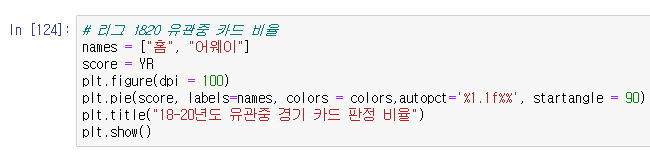 In [124]: # 리그 1820 유관중 카드 비율
names = ["홈", "어웨이"]
score = YR
plt.figure(dpi = 100)
plt.pie(score, labels=names, colors = colors,autopct='%1.1f%%', startangle = 90)
plt.title("18-20년도 유관중 경기 카드 판정 비율")
plt.show()